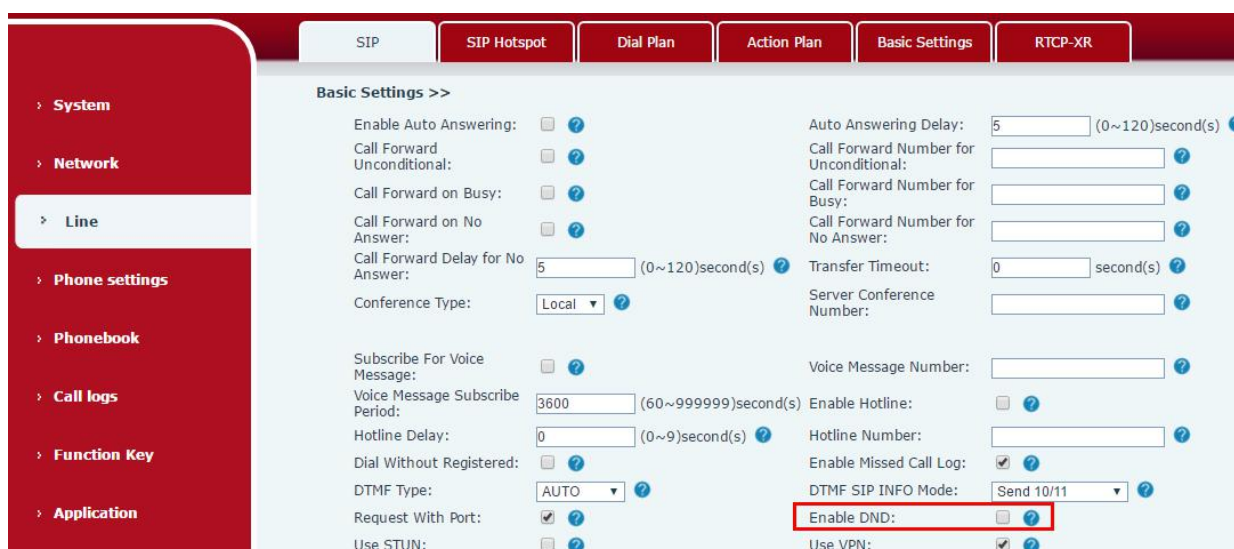 SIP
SIP Hotspot
Dial Plan
Action Plan
Basic Settings
RTCP-XR
› System
› Network
› Line
› Phone settings
› Phonebook
› Call logs
› Function Key
› Application
Basic Settings >>
Enable Auto Answering:
Auto Answering Delay: 5 (0~120)second(s)
Call Forward
Unconditional:
Call Forward Number for
Unconditional:
Call Forward on Busy:
Call Forward Number for
Busy:
Call Forward on No
Answer:
Call Forward Number for
No Answer:
Call Forward Delay for No
Answer: 5 (0~120)second(s)
Transfer Timeout: 0 second(s)
Conference Type: Local
Server Conference
Number:
Subscribe For Voice
Message:
Voice Message Number:
Voice Message Subscribe
Period: 3600 (60~999999)second(s)
Enable Hotline:
Hotline Delay: 0 (0~9)second(s)
Hotline Number:
Dial Without Registered:
Enable Missed Call Log:
DTMF Type: AUTO
DTMF SIP INFO Mode: Send 10/11
Request With Port:
Enable DND:
Use STUN:
Use VPN: